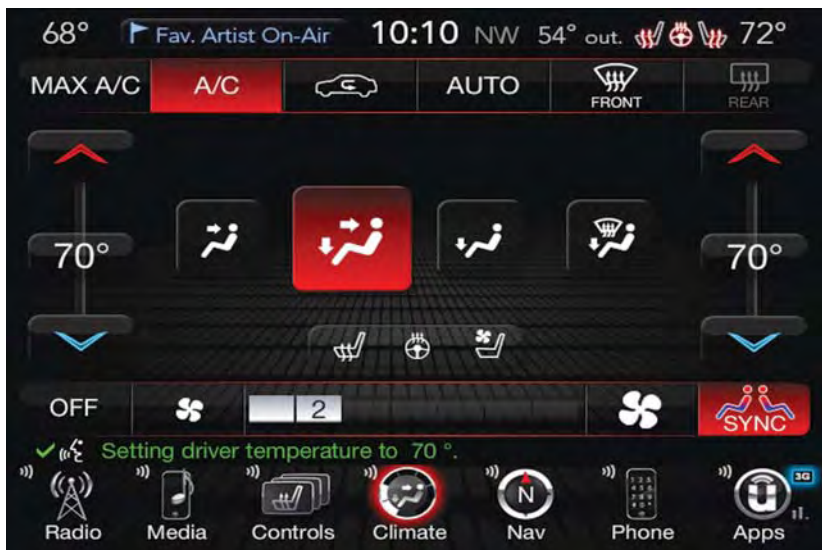 68° Fav. Artist On-Air 10:10 NW 54° out. 72°
MAX A/C A/C AUTO FRONT REAR
70° 70°
OFF 2 SYNC
Setting driver temperature to 70 °.
3G
Radio Media Controls Climate Nav Phone Apps
N